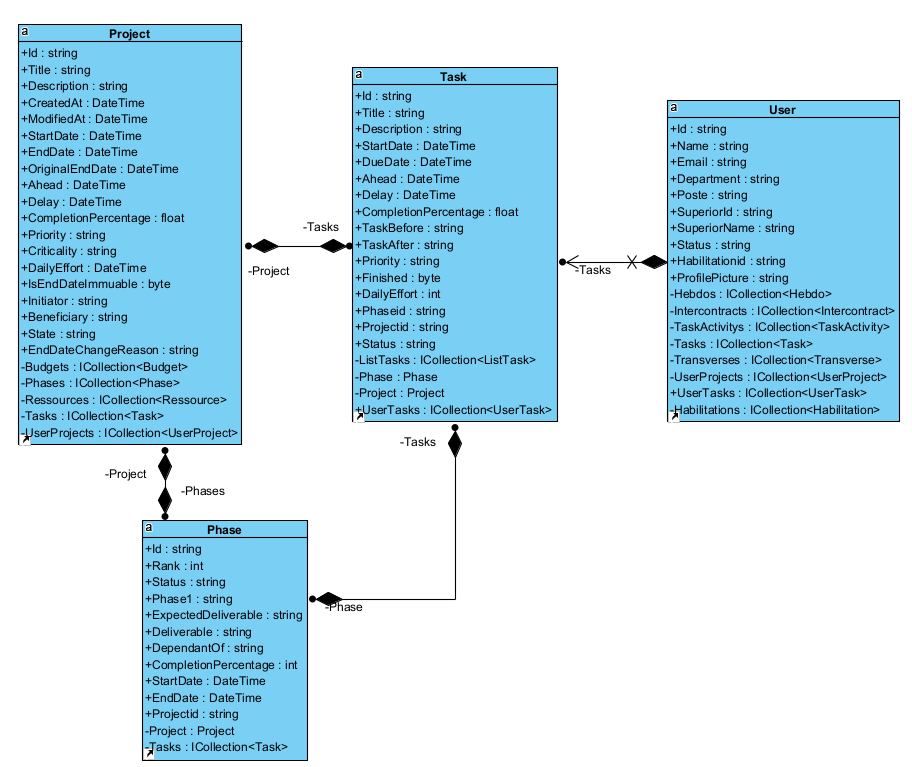 a
Project
+Id : string
+Title : string
+Description : string
+CreatedAt : DateTime
+ModifiedAt : DateTime
+StartDate : DateTime
+EndDate : DateTime
+OriginalEndDate : DateTime
+Ahead : DateTime
+Delay : DateTime
+CompletionPercentage : float
+Priority : string
+Criticality : string
+DailyEffort : DateTime
+IsEndDateImmuable : byte
+Initiator : string
+Beneficiary : string
+State : string
+EndDateChangeReason : string
-Budgets : ICollection<Budget>
-Phases : ICollection<Phase>
-Ressources : ICollection<Ressource>
-Tasks : ICollection<Task>
-UserProjects : ICollection<UserProject>
-Tasks
-Project
a
Task
+Id : string
+Title : string
+Description : string
+StartDate : DateTime
+DueDate : DateTime
+Ahead : DateTime
+Delay : DateTime
+CompletionPercentage : float
+TaskBefore : string
+TaskAfter : string
+Priority : string
+Finished : byte
+DailyEffort : int
+Phaseid : string
+Projectid : string
+Status : string
-ListTasks : ICollection<ListTask>
-Phase : Phase
-Project : Project
+UserTasks : ICollection<UserTask>
-Tasks
a
User
+Id : string
+Name : string
+Email : string
+Department : string
+Poste : string
+SuperiorId : string
+SuperiorName : string
+Status : string
+Habilitationid : string
+ProfilePicture : string
-Hebdos : ICollection<Hebdo>
-Intercontracts : ICollection<Intercontract>
-TaskActivitys : ICollection<TaskActivity>
-Tasks : ICollection<Task>
-Transverses : ICollection<Transverse>
-UserProjects : ICollection<UserProject>
+UserTasks : ICollection<UserTask>
-Habilitations : ICollection<Habilitation>
-Tasks
-Project
-Phases
a
Phase
+Id : string
+Rank : int
+Status : string
+Phase1 : string
+ExpectedDeliverable : string
+Deliverable : string
+DependantOf : string
+CompletionPercentage : int
+StartDate : DateTime
+EndDate : DateTime
+Projectid : string
-Project : Project
-Tasks : ICollection<Task>
-Phase